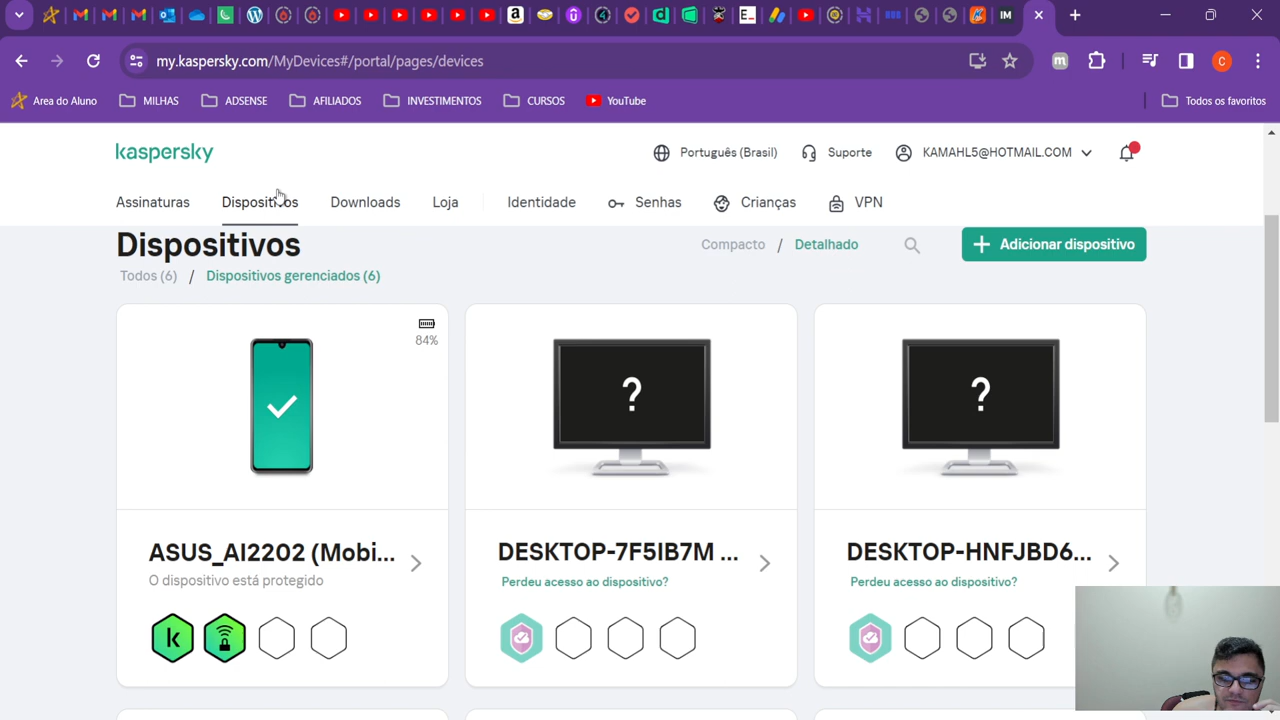 my.kaspersky.com/MyDevices#/portal/pages/devices
Area do Aluno
MILHAS
ADSENSE
AFILIADOS
INVESTIMENTOS
CURSOS
YouTube
Todos os favoritos
kaspersky
Português (Brasil)
Suporte
KAMAHL5@HOTMAIL.COM
Assinaturas
Dispositivos
Downloads
Loja
Identidade
Senhas
Crianças
VPN
Dispositivos
Compacto / Detalhado
+ Adicionar dispositivo
Todos (6) / Dispositivos gerenciados (6)
84%
?
?
ASUS_AI2202 (Mobi...
O dispositivo está protegido
DESKTOP-7F5IB7M ...
Perdeu acesso ao dispositivo?
DESKTOP-HNFJBD6...
Perdeu acesso ao dispositivo?